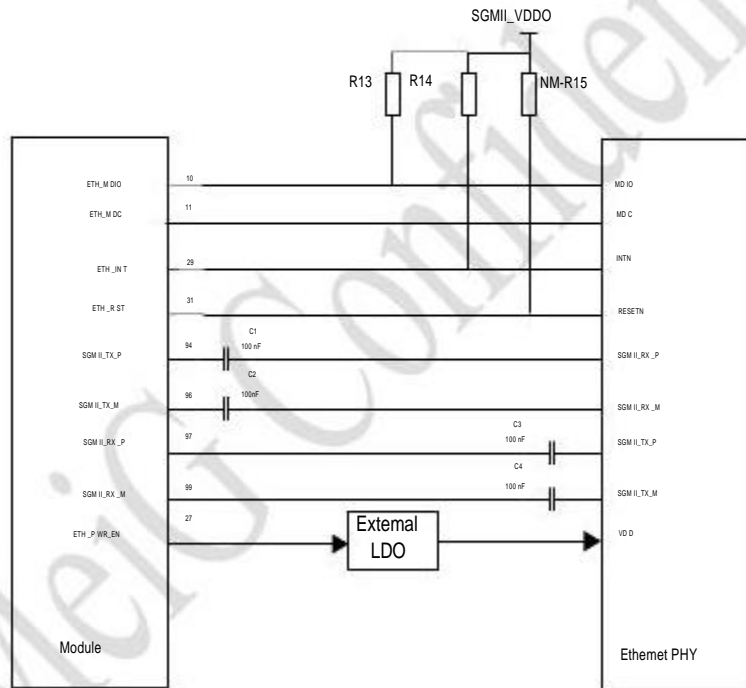 SGMII_VDDO
R13 R14 NM-R15
ETH_M DIO 10 MD IO
ETH_M DC 11 MD C
ETH _IN T 29 INTN
ETH _R ST 31 RESETN
C1
SGM II_TX_P 94 100 nF SGM II_RX _P
C2
SGM II_TX_M 96 100nF SGM II_RX _M
SGM II_RX _P 97 C3 100 nF SGM II_TX_P
C4
SGM II_RX _M 99 100 nF SGM II_TX_M
ETH _P WR_EN 27 External LDO VD D
Module
Ethemet PHY
MeiG Confident